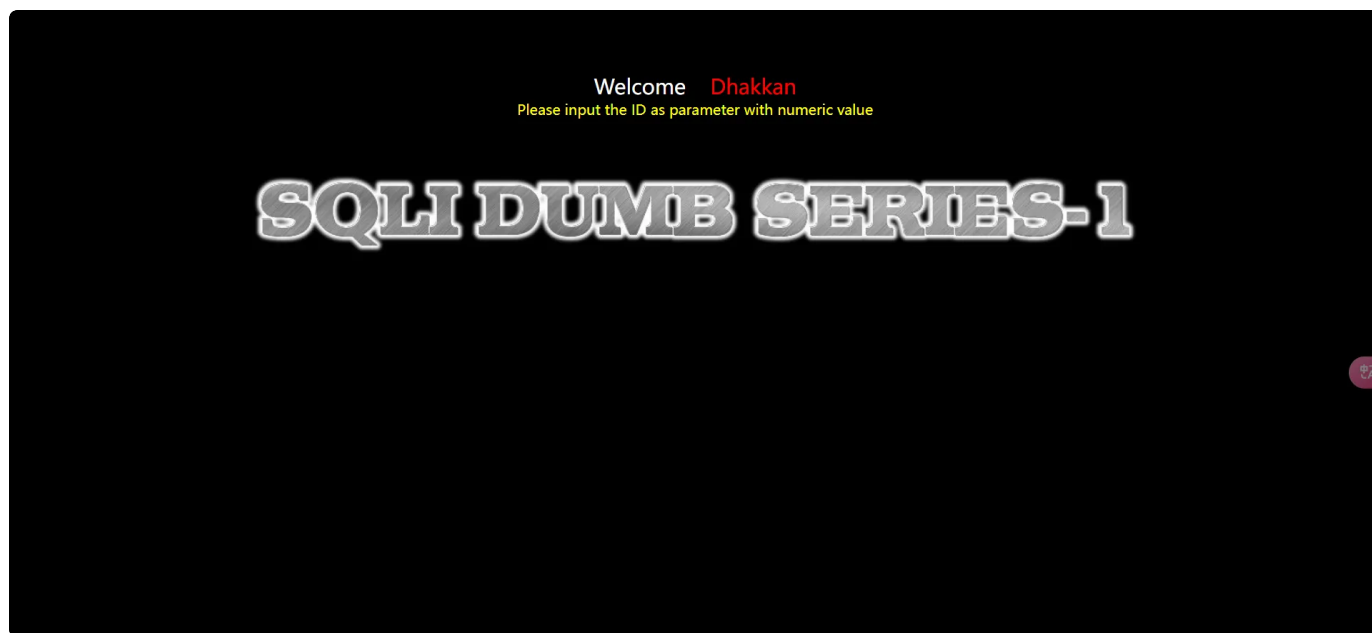 Welcome Dhakkan
Please input the ID as parameter with numeric value
SQLI DUMB SERIES-1